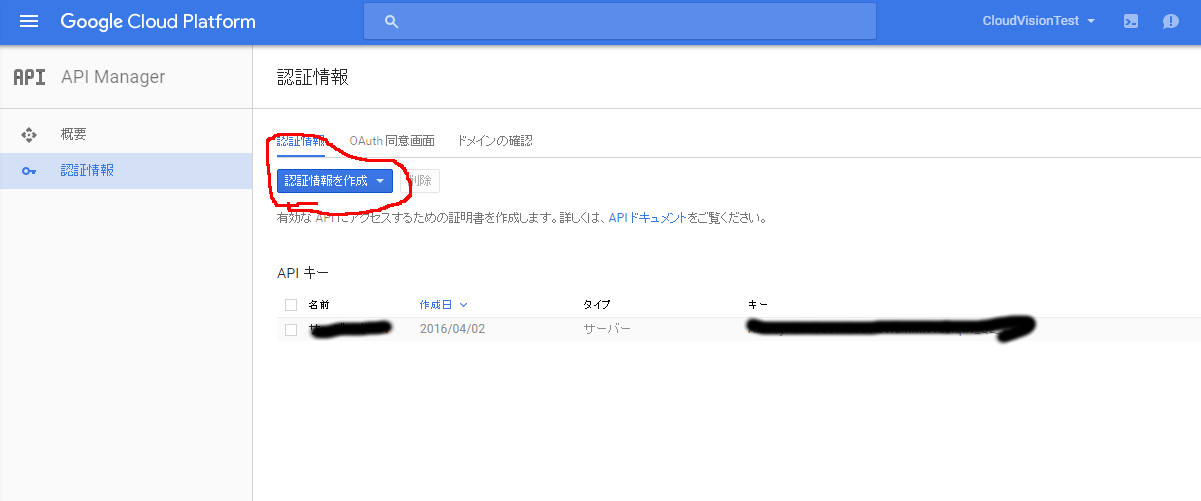 Google Cloud Platform
CloudVisionTest
API API Manager
認証情報
概要
認証情報
認証情報 OAuth 同意画面 ドメインの確認
認証情報を作成 削除
有効な API にアクセスするための証明書を作成します。詳しくは、API ドキュメントをご覧ください。
API キー
名前 作成日 タイプ キー
2016/04/02 サーバー